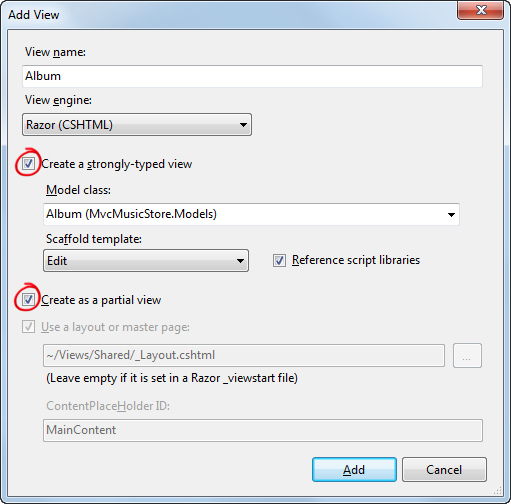 Add View
View name:
Album
View engine:
Razor (CSHTML)
Create a strongly-typed view
Model class:
Album (MvcMusicStore.Models)
Scaffold template:
Edit
Reference script libraries
Create as a partial view
Use a layout or master page:
~/Views/Shared/_Layout.cshtml
...
(Leave empty if it is set in a Razor _viewstart file)
ContentPlaceHolder ID:
MainContent
Add
Cancel